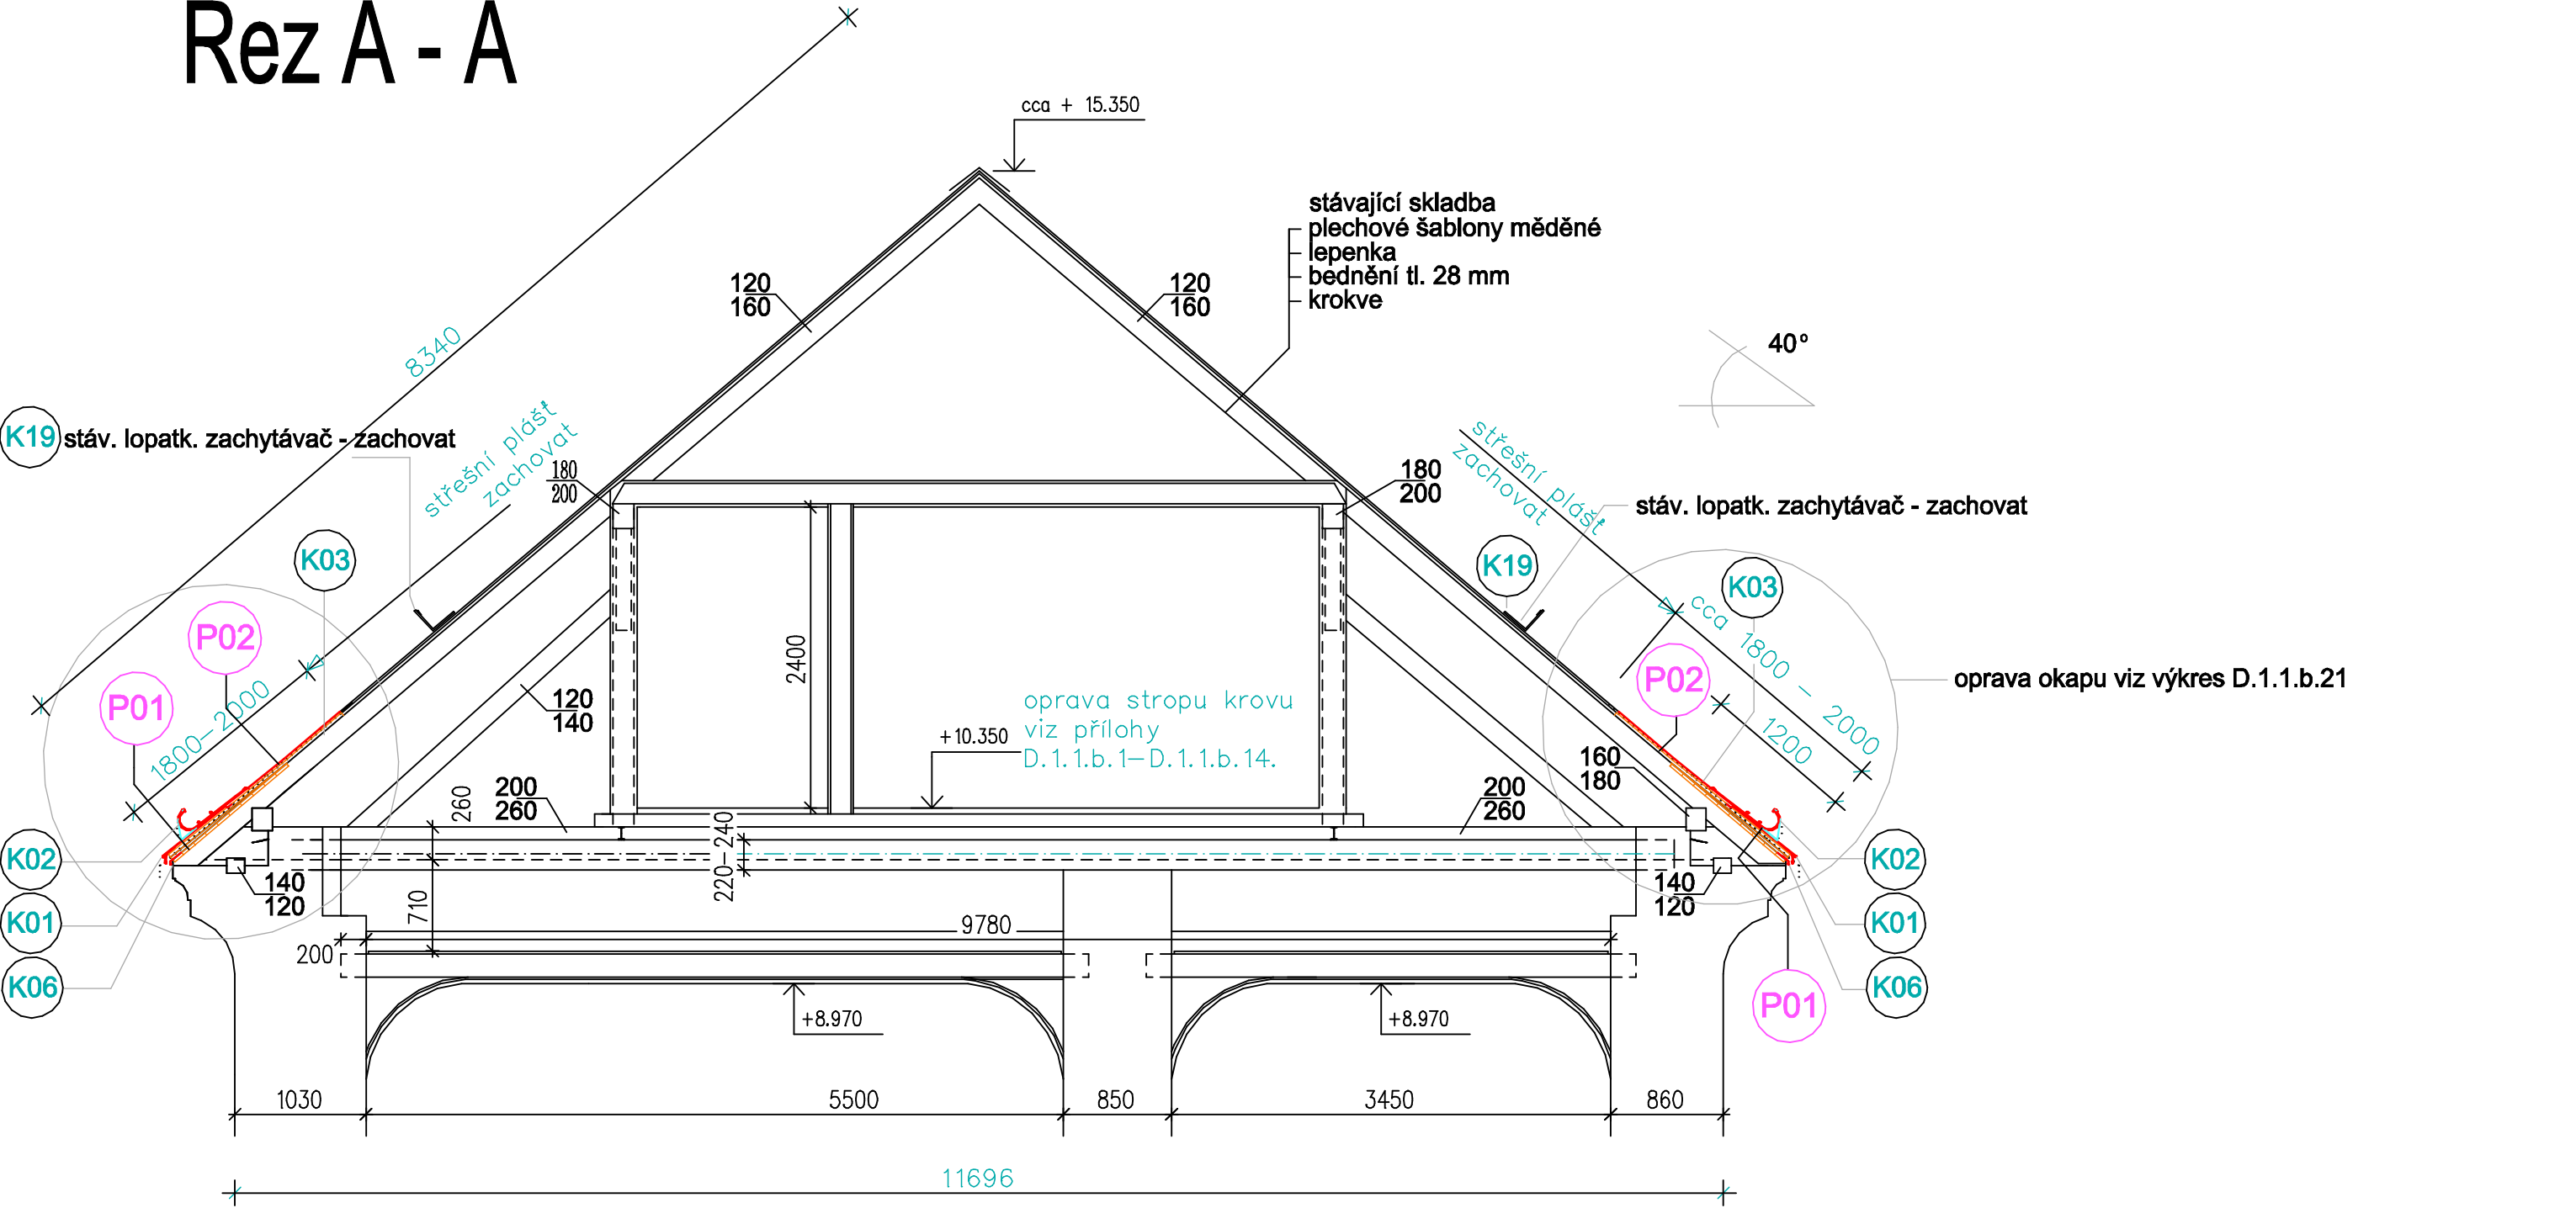 Rez A - A
cca + 15.350
stávající skladba
plechové šablony měděné
lepenka
bednění tl. 28 mm
krokve
120
160
120
160
40°
8340
K19 stáv. lopatk. zachytávač - zachovat
střešní plášť
zachovat
180
200
180
200
střešní plášť
zachovat
stáv. lopatk. zachytávač - zachovat
K03
K19
K03
P02
P01
1800-2000
cca 1800 - 2000
1200
P02
oprava okapu viz výkres D.1.1.b.21
2400
120
140
oprava stropu krovu
viz přílohy
D.1.1.b.1-D.1.1.b.14.
+10.350
160
180
200
260
260
200
260
220-240
710
K02
K02
140
120
140
120
K01
K01
9780
200
K06
K06
P01
+8.970
+8.970
1030
5500
850
3450
860
11696